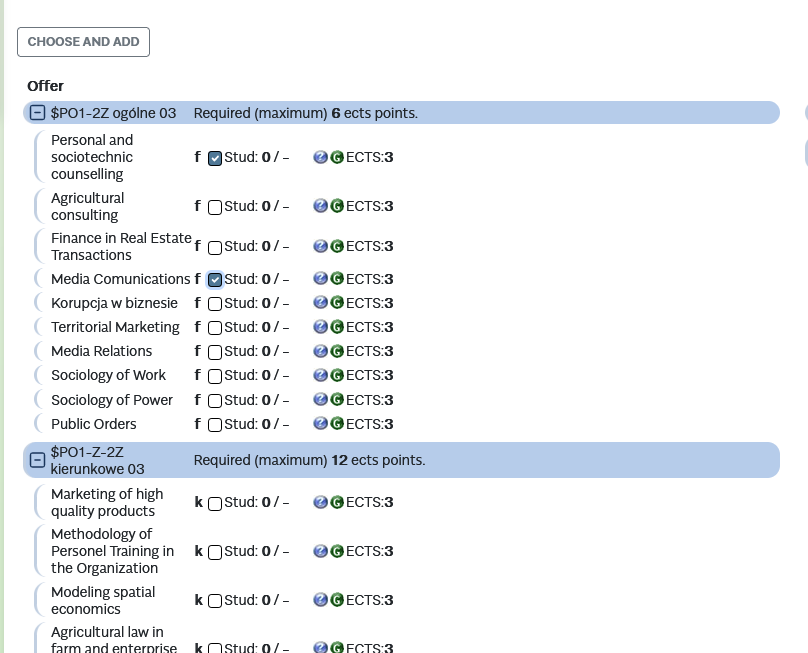 CHOOSE AND ADD
Offer
$PO1-2Z ogólne 03 Required (maximum) 6 ects points.
Personal and
sociotechnic
counselling
f Stud: 0 / – ? G ECTS:3
Agricultural
consulting
f Stud: 0 / – ? G ECTS:3
Finance in Real Estate
Transactions
f Stud: 0 / – ? G ECTS:3
Media Comunications f Stud: 0 / – ? G ECTS:3
Korupcja w biznesie f Stud: 0 / – ? G ECTS:3
Territorial Marketing f Stud: 0 / – ? G ECTS:3
Media Relations f Stud: 0 / – ? G ECTS:3
Sociology of Work f Stud: 0 / – ? G ECTS:3
Sociology of Power f Stud: 0 / – ? G ECTS:3
Public Orders f Stud: 0 / – ? G ECTS:3
$PO1-Z-2Z
kierunkowe 03
Required (maximum) 12 ects points.
Marketing of high
quality products
k Stud: 0 / – ? G ECTS:3
Methodology of
Personel Training in
the Organization
k Stud: 0 / – ? G ECTS:3
Modeling spatial
economics
k Stud: 0 / – ? G ECTS:3
Agricultural law in
farm and enterprise
k Stud: 0 / – ? G ECTS:3